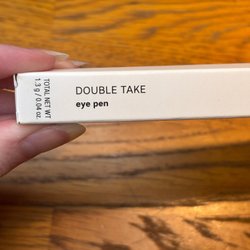 TOTAL NET WT
1.3 g / 0.04 oz.
DOUBLE TAKE
eye pen